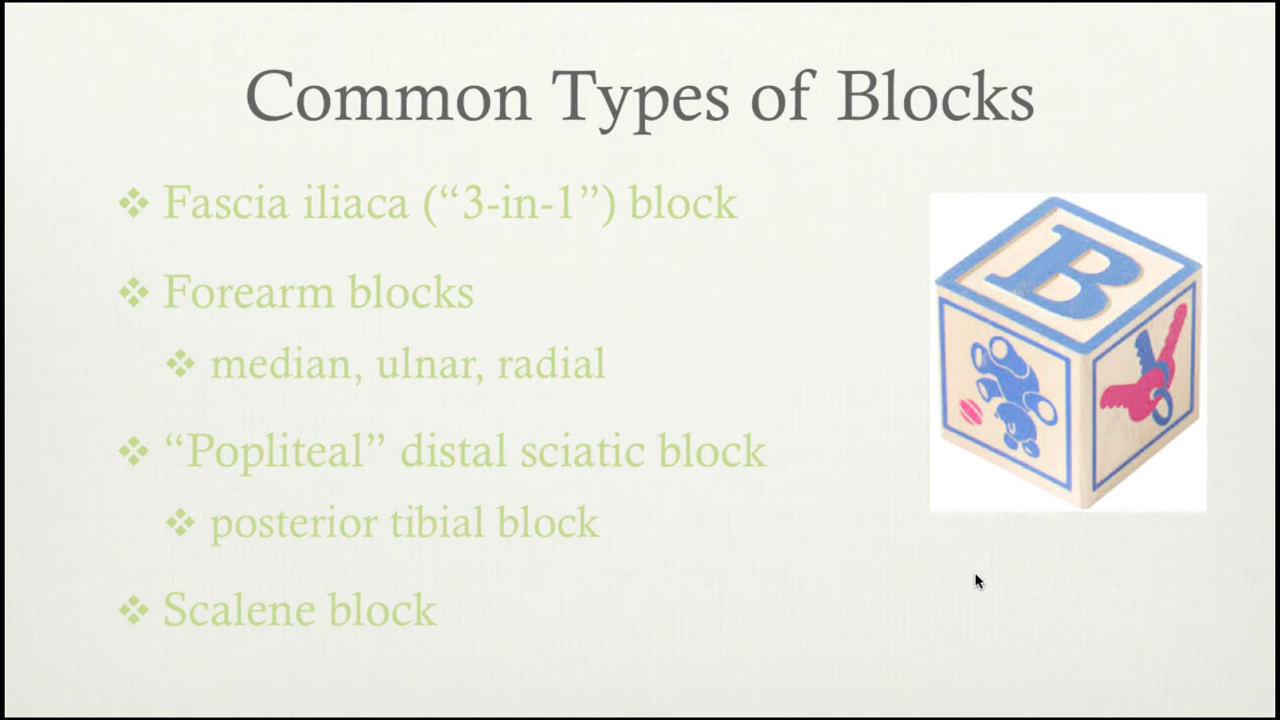 Common Types of Blocks
Fascia iliaca (“3-in-1”) block
Forearm blocks
median, ulnar, radial
“Popliteal” distal sciatic block
posterior tibial block
Scalene block
B